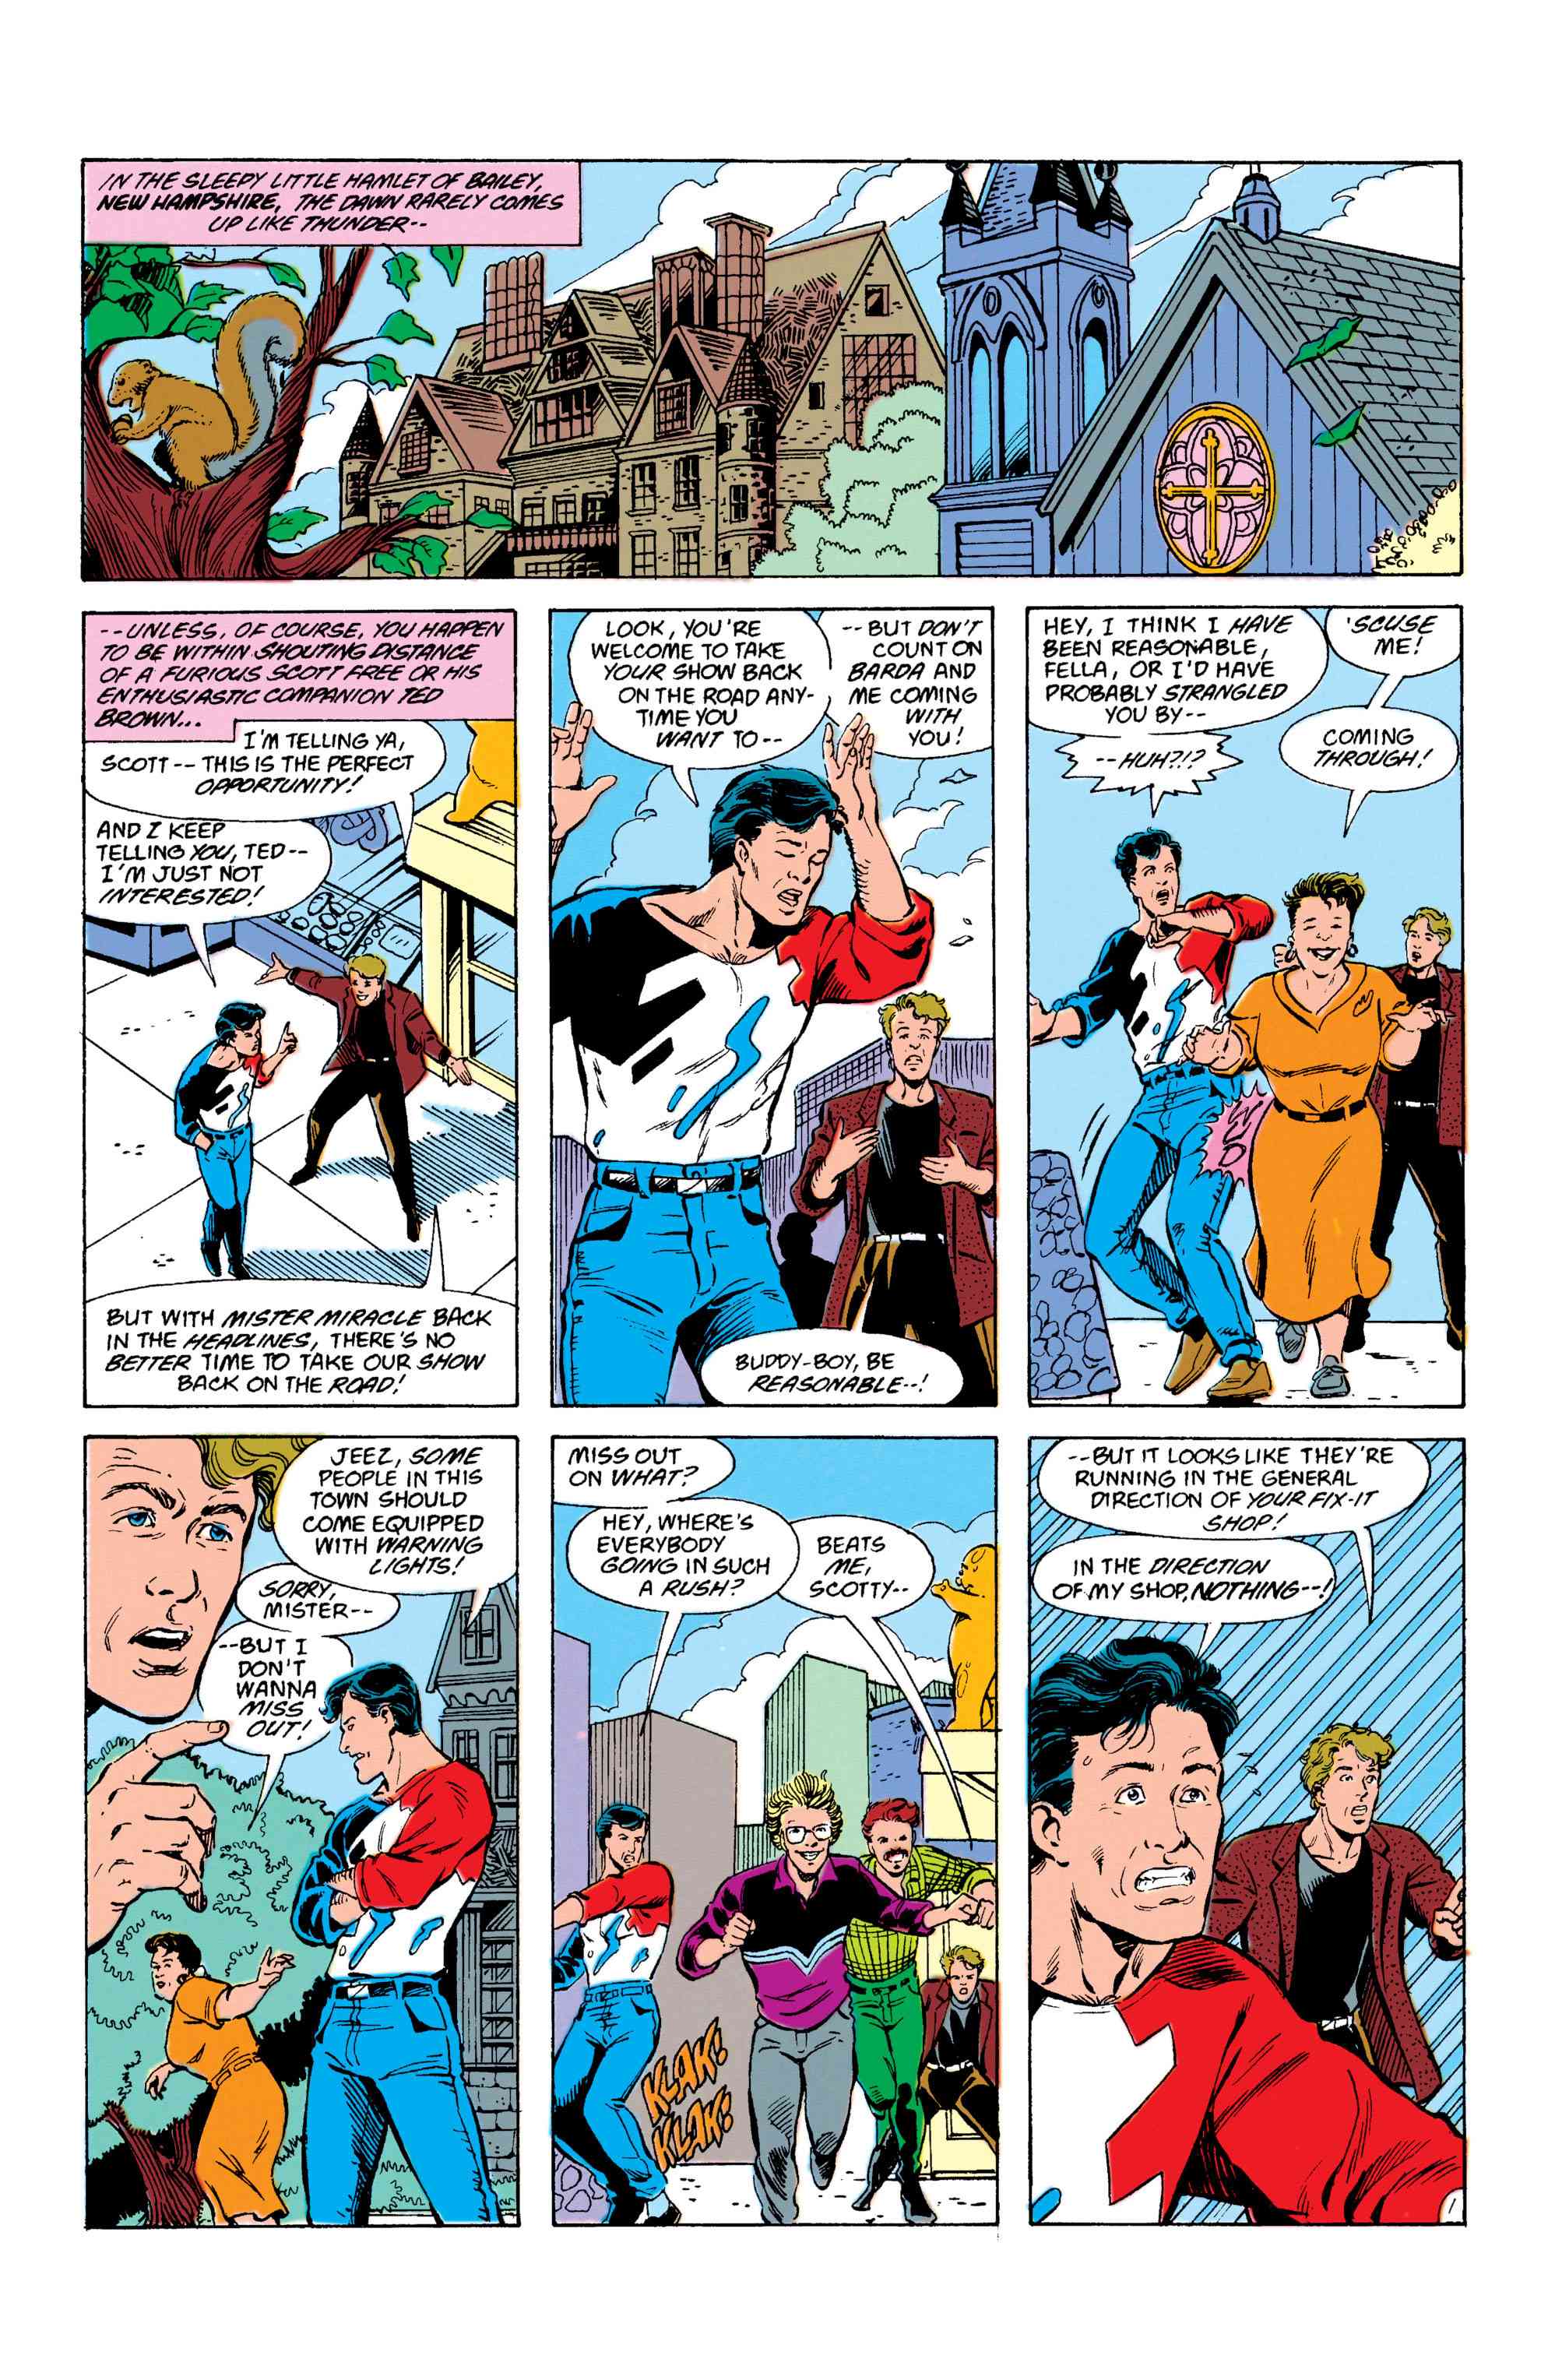 IN THE SLEEPY LITTLE HAMLET OF BAILEY,
NEW HAMPSHIRE, THE DAWN RARELY COMES
UP LIKE THUNDER--
--UNLESS, OF COURSE, YOU HAPPEN
TO BE WITHIN SHOUTING DISTANCE
OF A FURIOUS SCOTT FREE OR HIS
ENTHUSIASTIC COMPANION TED
BROWN...
I'M TELLING YA,
SCOTT -- THIS IS THE PERFECT
OPPORTUNITY!
AND I KEEP
TELLING YOU, TED--
I'M JUST NOT
INTERESTED!
BUT WITH MISTER MIRACLE BACK
IN THE HEADLINES, THERE'S NO
BETTER TIME TO TAKE OUR SHOW
BACK ON THE ROAD!
LOOK, YOU'RE
WELCOME TO TAKE
YOUR SHOW BACK
ON THE ROAD ANY-
TIME YOU
WANT TO--
--BUT DON'T
COUNT ON
BARDA AND
ME COMING
WITH
YOU!
BUDDY-BOY, BE
REASONABLE--!
HEY, I THINK I HAVE
BEEN REASONABLE,
FELLA, OR I'D HAVE
PROBABLY STRANGLED
YOU BY--
--HUH?!?
'SCUSE
ME!
COMING
THROUGH!
WUD
JEEZ, SOME
PEOPLE IN THIS
TOWN SHOULD
COME EQUIPPED
WITH WARNING
LIGHTS!
SORRY,
MISTER--
--BUT I
DON'T
WANNA
MISS
OUT!
MISS OUT
ON WHAT?
HEY, WHERE'S
EVERYBODY
GOING IN SUCH
A RUSH?
BEATS
ME,
SCOTTY--
KLAK!
KLAK!
--BUT IT LOOKS LIKE THEY'RE
RUNNING IN THE GENERAL
DIRECTION OF YOUR FIX-IT
SHOP!
IN THE DIRECTION
OF MY SHOP, NOTHING--!
1